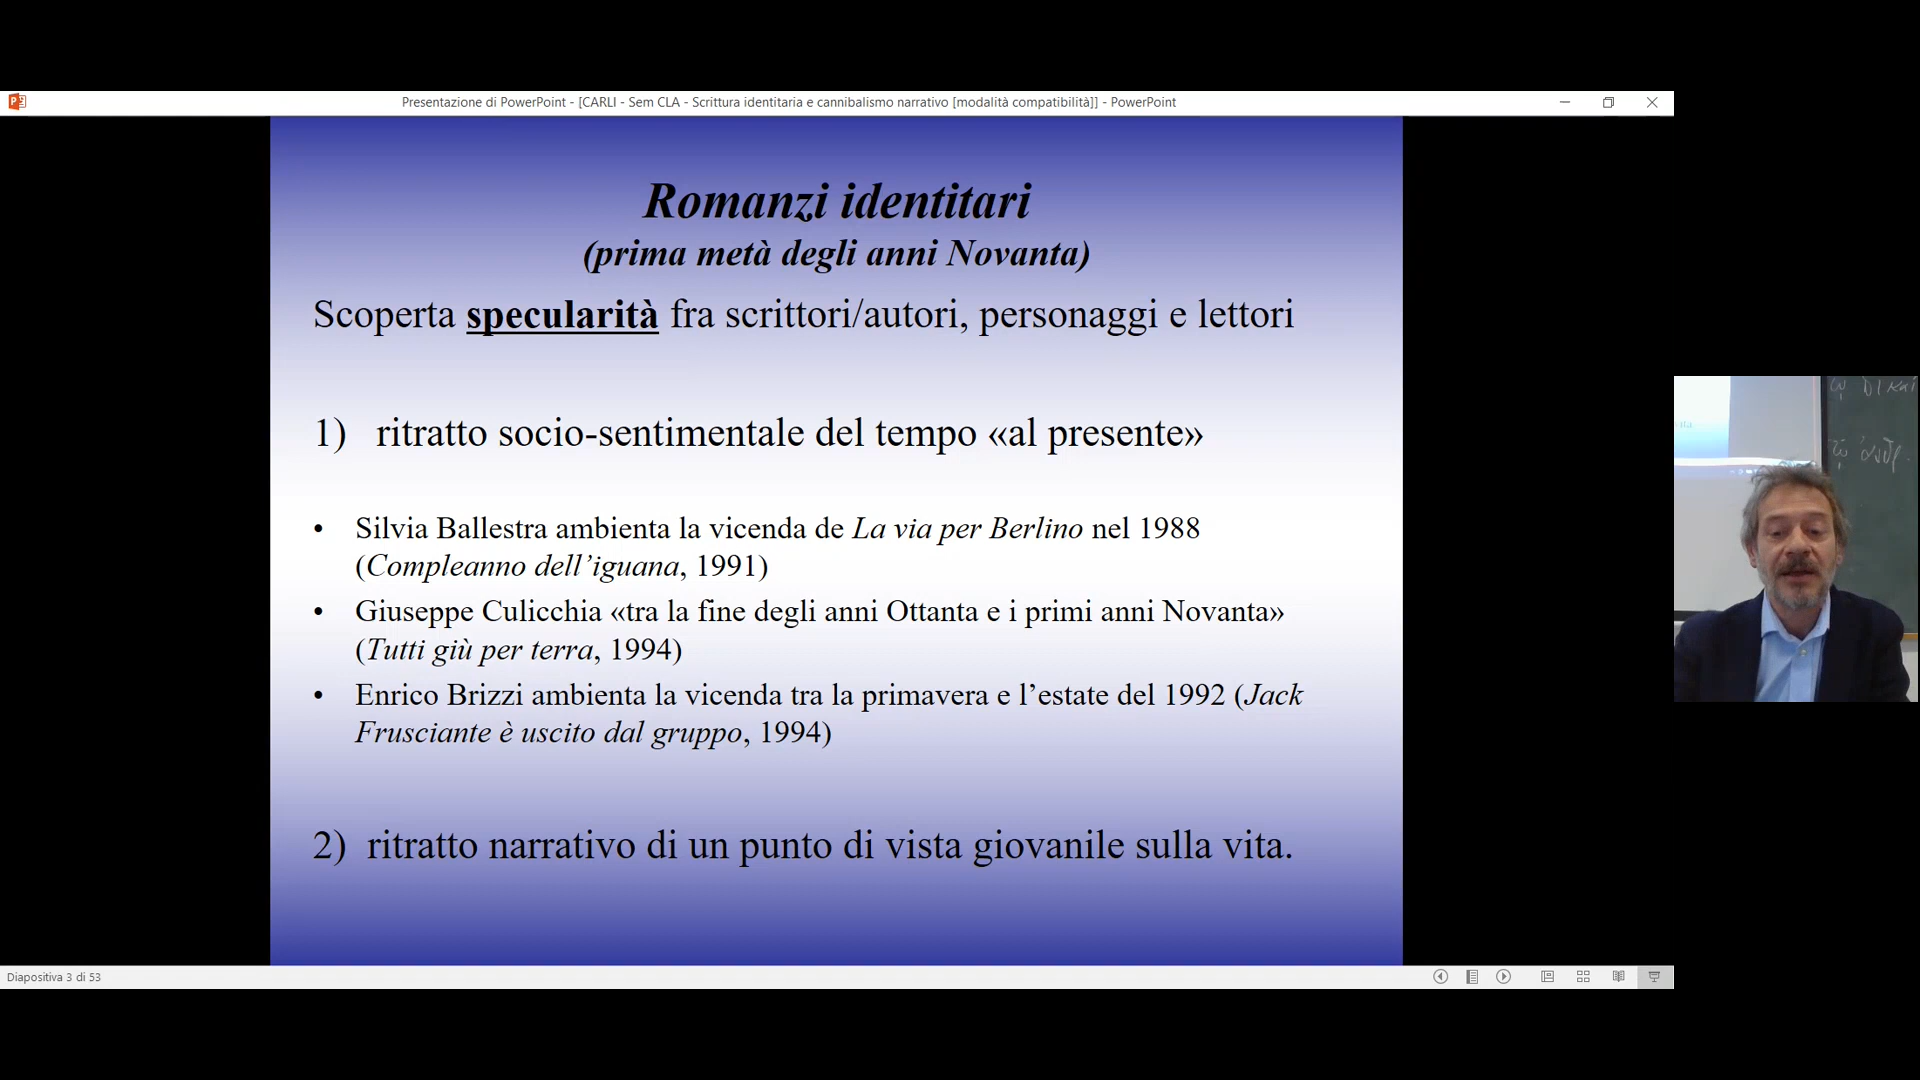 Presentazione di PowerPoint - [CARLI - Sem CLA - Scrittura identitaria e cannibalismo narrativo [modalità compatibilità]] - PowerPoint
Romanzi identitari
(prima metà degli anni Novanta)
Scoperta specularità fra scrittori/autori, personaggi e lettori
1) ritratto socio-sentimentale del tempo «al presente»
• Silvia Ballestra ambienta la vicenda de La via per Berlino nel 1988
(Compleanno dell’iguana, 1991)
• Giuseppe Culicchia «tra la fine degli anni Ottanta e i primi anni Novanta»
(Tutti giù per terra, 1994)
• Enrico Brizzi ambienta la vicenda tra la primavera e l’estate del 1992 (Jack
Frusciante è uscito dal gruppo, 1994)
2) ritratto narrativo di un punto di vista giovanile sulla vita.
Diapositiva 3 di 53